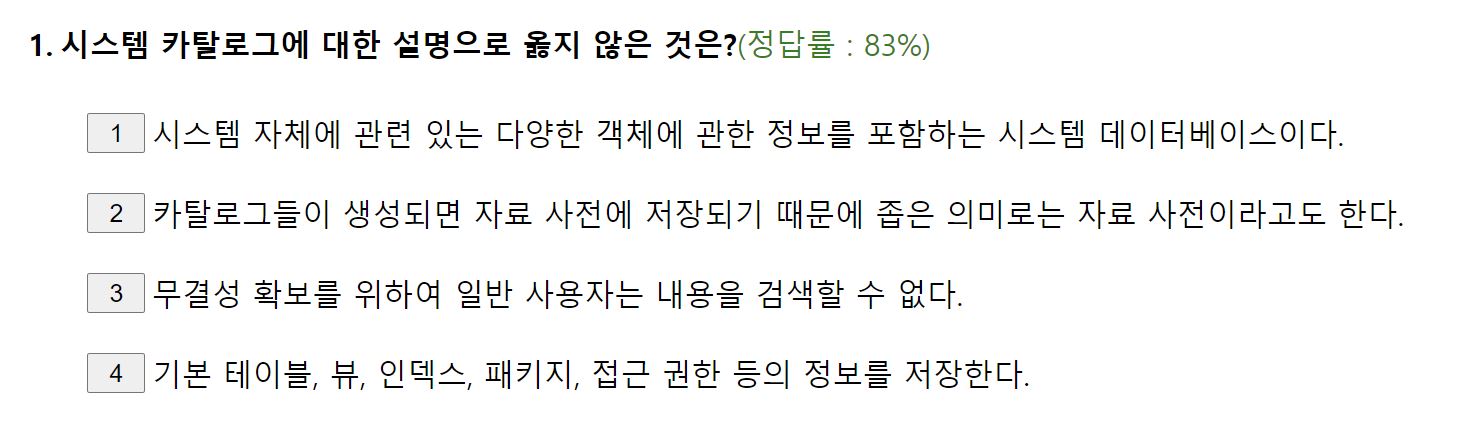 1. 시스템 카탈로그에 대한 설명으로 옳지 않은 것은?(정답률 : 83%)
1 시스템 자체에 관련 있는 다양한 객체에 관한 정보를 포함하는 시스템 데이터베이스이다.
2 카탈로그들이 생성되면 자료 사전에 저장되기 때문에 좁은 의미로는 자료 사전이라고도 한다.
3 무결성 확보를 위하여 일반 사용자는 내용을 검색할 수 없다.
4 기본 테이블, 뷰, 인덱스, 패키지, 접근 권한 등의 정보를 저장한다.